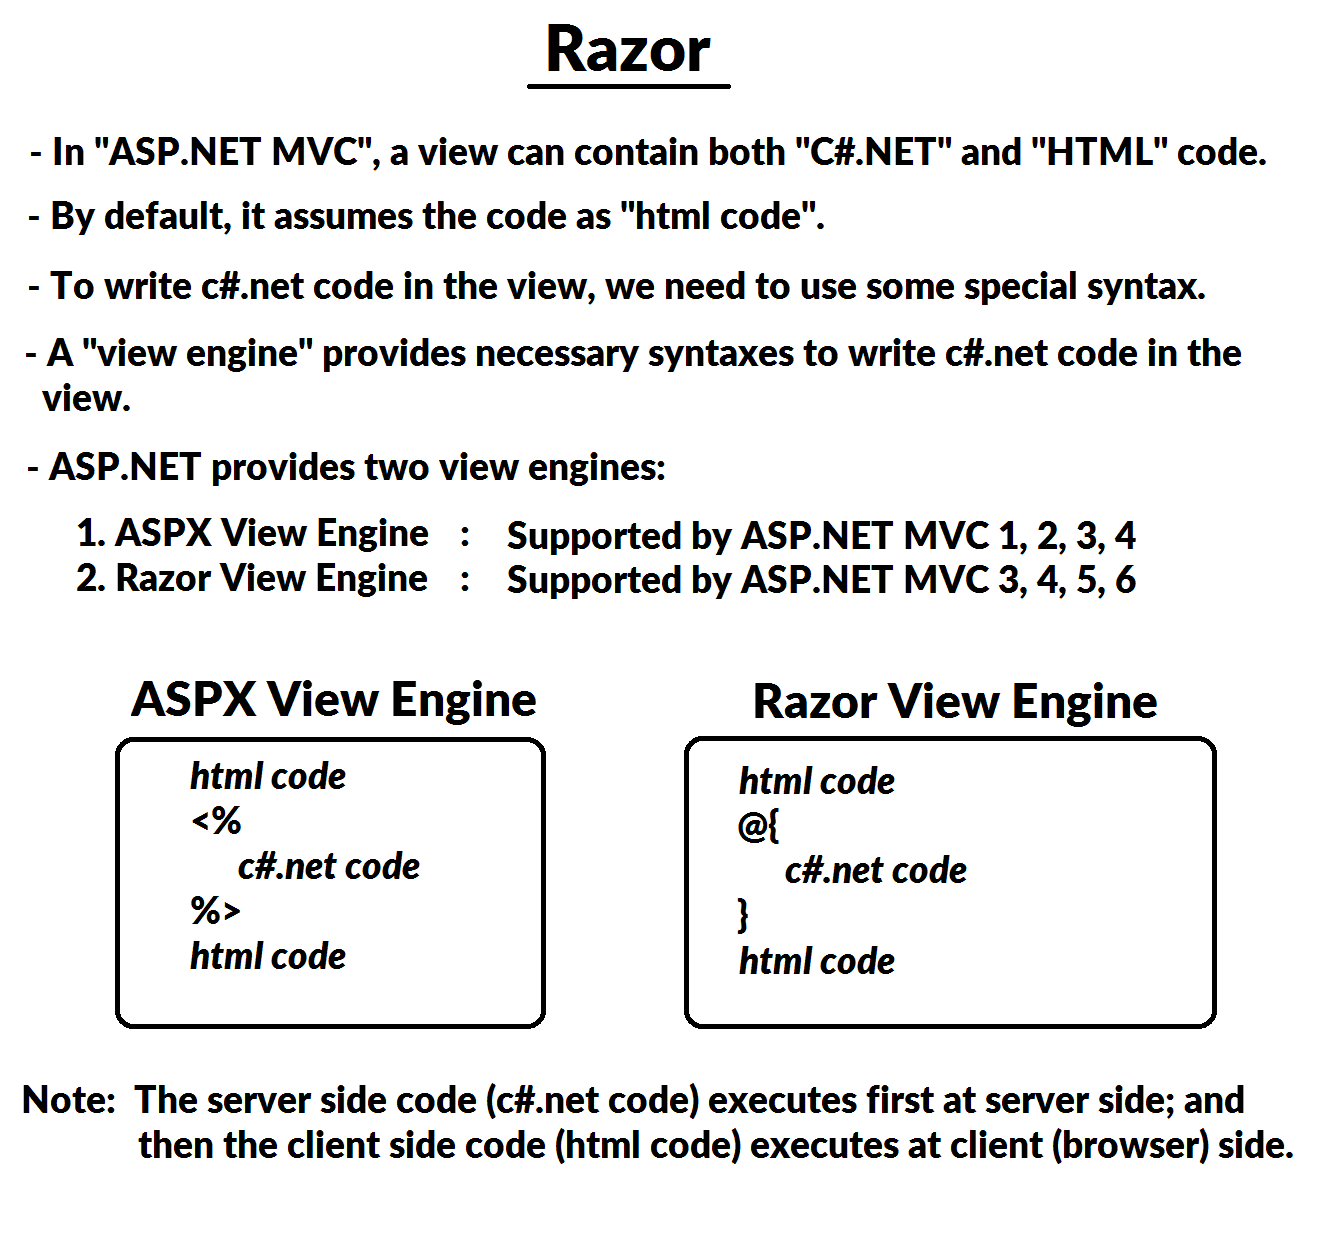 Razor
- In "ASP.NET MVC", a view can contain both "C#.NET" and "HTML" code.
- By default, it assumes the code as "html code".
- To write c#.net code in the view, we need to use some special syntax.
- A "view engine" provides necessary syntaxes to write c#.net code in the
view.
- ASP.NET provides two view engines:
1. ASPX View Engine : Supported by ASP.NET MVC 1, 2, 3, 4
2. Razor View Engine : Supported by ASP.NET MVC 3, 4, 5, 6
ASPX View Engine
html code
<%
c#.net code
%>
html code
Razor View Engine
html code
@{
c#.net code
}
html code
Note: The server side code (c#.net code) executes first at server side; and
then the client side code (html code) executes at client (browser) side.